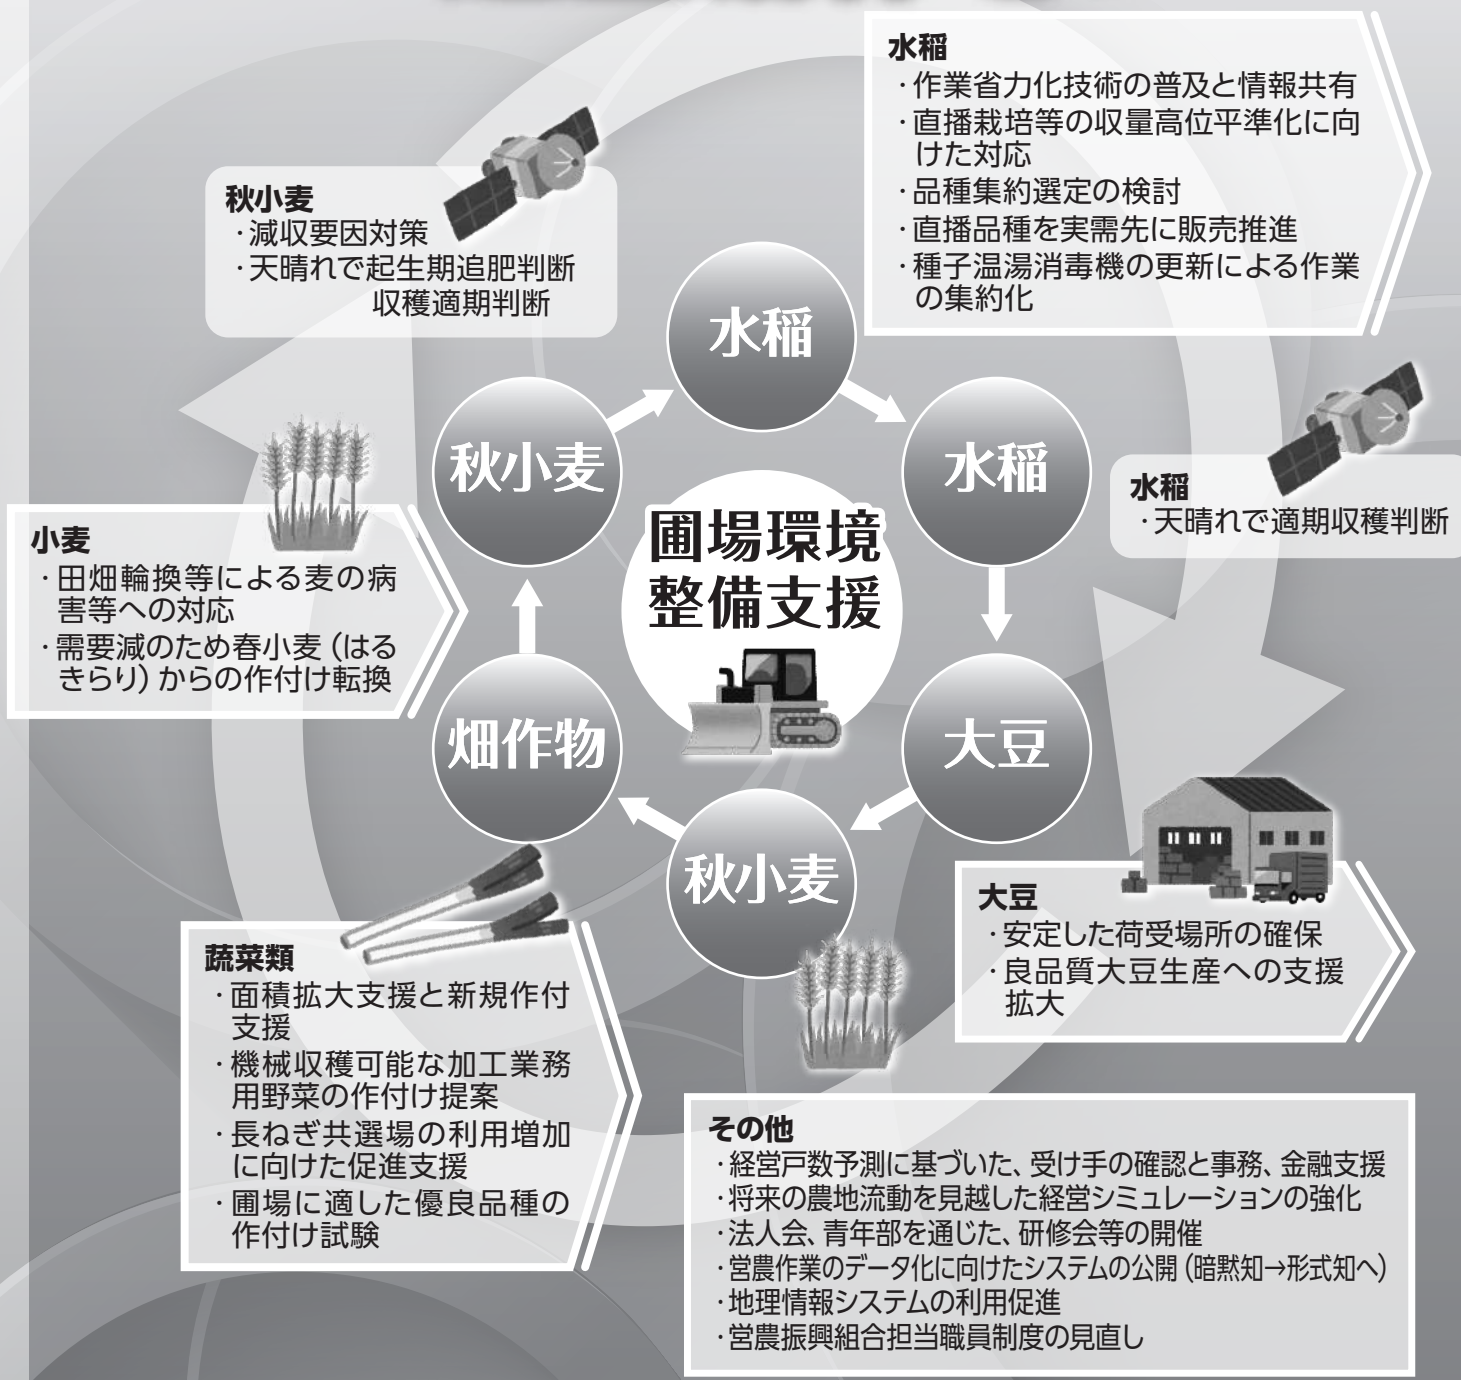 水稲
・作業省力化技術の普及と情報共有
・直播栽培等の収量高位平準化に向
けた対応
・品種集約選定の検討
・直播品種を実需先に販売推進
・種子温湯消毒機の更新による作業
の集約化
秋小麦
・減収要因対策
・天晴れで起生期追肥判断
収穫適期判断
水稲
水稲
秋小麦
圃場環境
整備支援
水稲
・天晴れで適期収穫判断
小麦
・田畑輪換等による麦の病
害等への対応
・需要減のため春小麦（はる
きらり）からの作付け転換
畑作物
大豆
秋小麦
大豆
・安定した荷受場所の確保
・良品質大豆生産への支援
拡大
蔬菜類
・面積拡大支援と新規作付
支援
・機械収穫可能な加工業務
用野菜の作付け提案
・長ねぎ共選場の利用増加
に向けた促進支援
・圃場に適した優良品種の
作付け試験
その他
・経営戸数予測に基づいた、受け手の確認と事務、金融支援
・将来の農地流動を見越した経営シミュレーションの強化
・法人会、青年部を通じた、研修会等の開催
・営農作業のデータ化に向けたシステムの公開（暗黙知→形式知へ）
・地理情報システムの利用促進
・営農振興組合担当職員制度の見直し